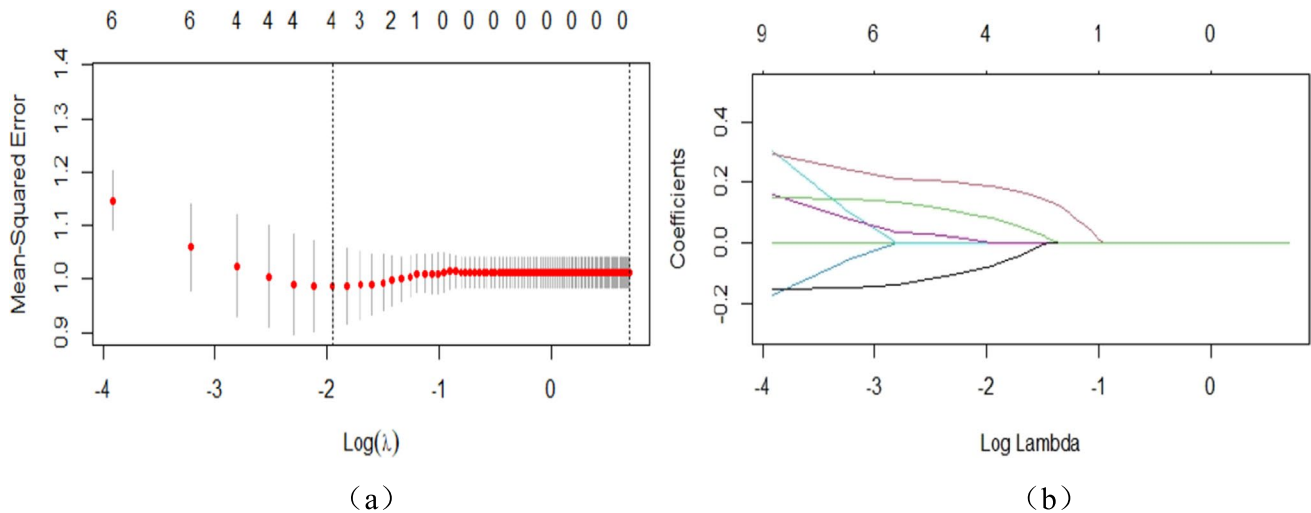 6 6 4 4 4 4 3 2 1 0 0 0 0 0 0 0 0
Mean-Squared Error
1.4
1.3
1.2
1.1
1.0
0.9
-4 -3 -2 -1 0
Log(λ)
(a)
9 6 4 1 0
Coefficients
0.4
0.2
0.0
-0.2
-4 -3 -2 -1 0
Log Lambda
(b)